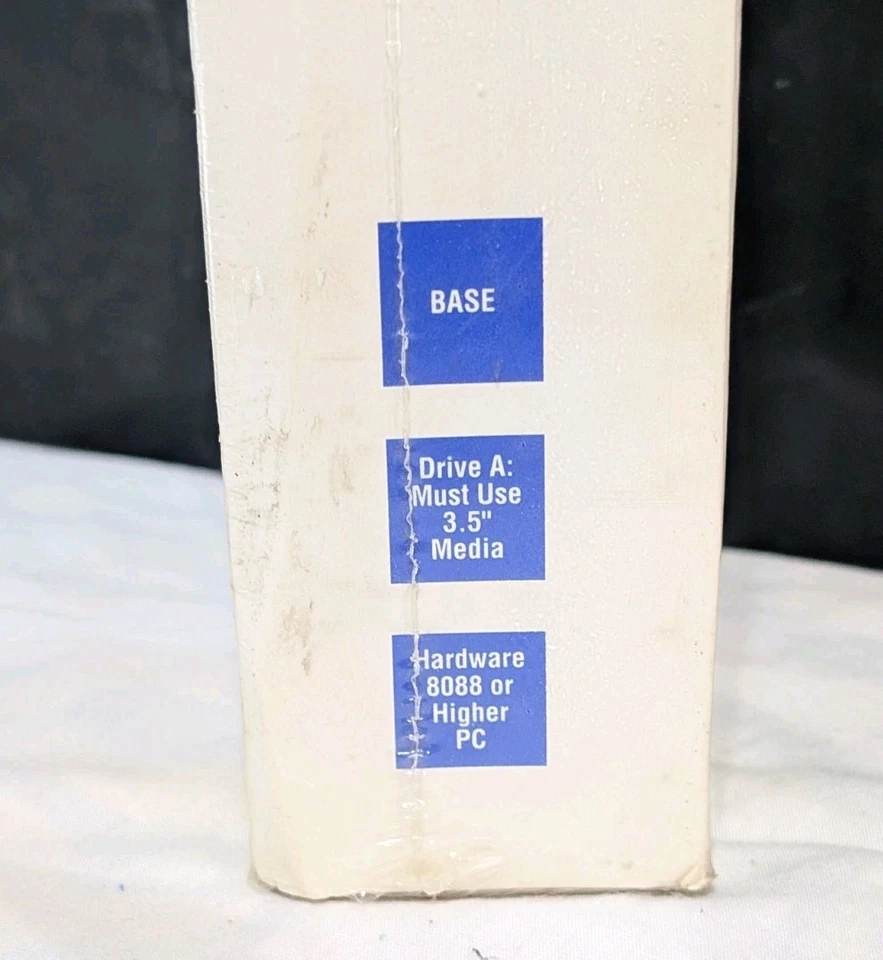 BASE
Drive A:
Must Use
3.5"
Media
Hardware
8088 or
Higher
PC